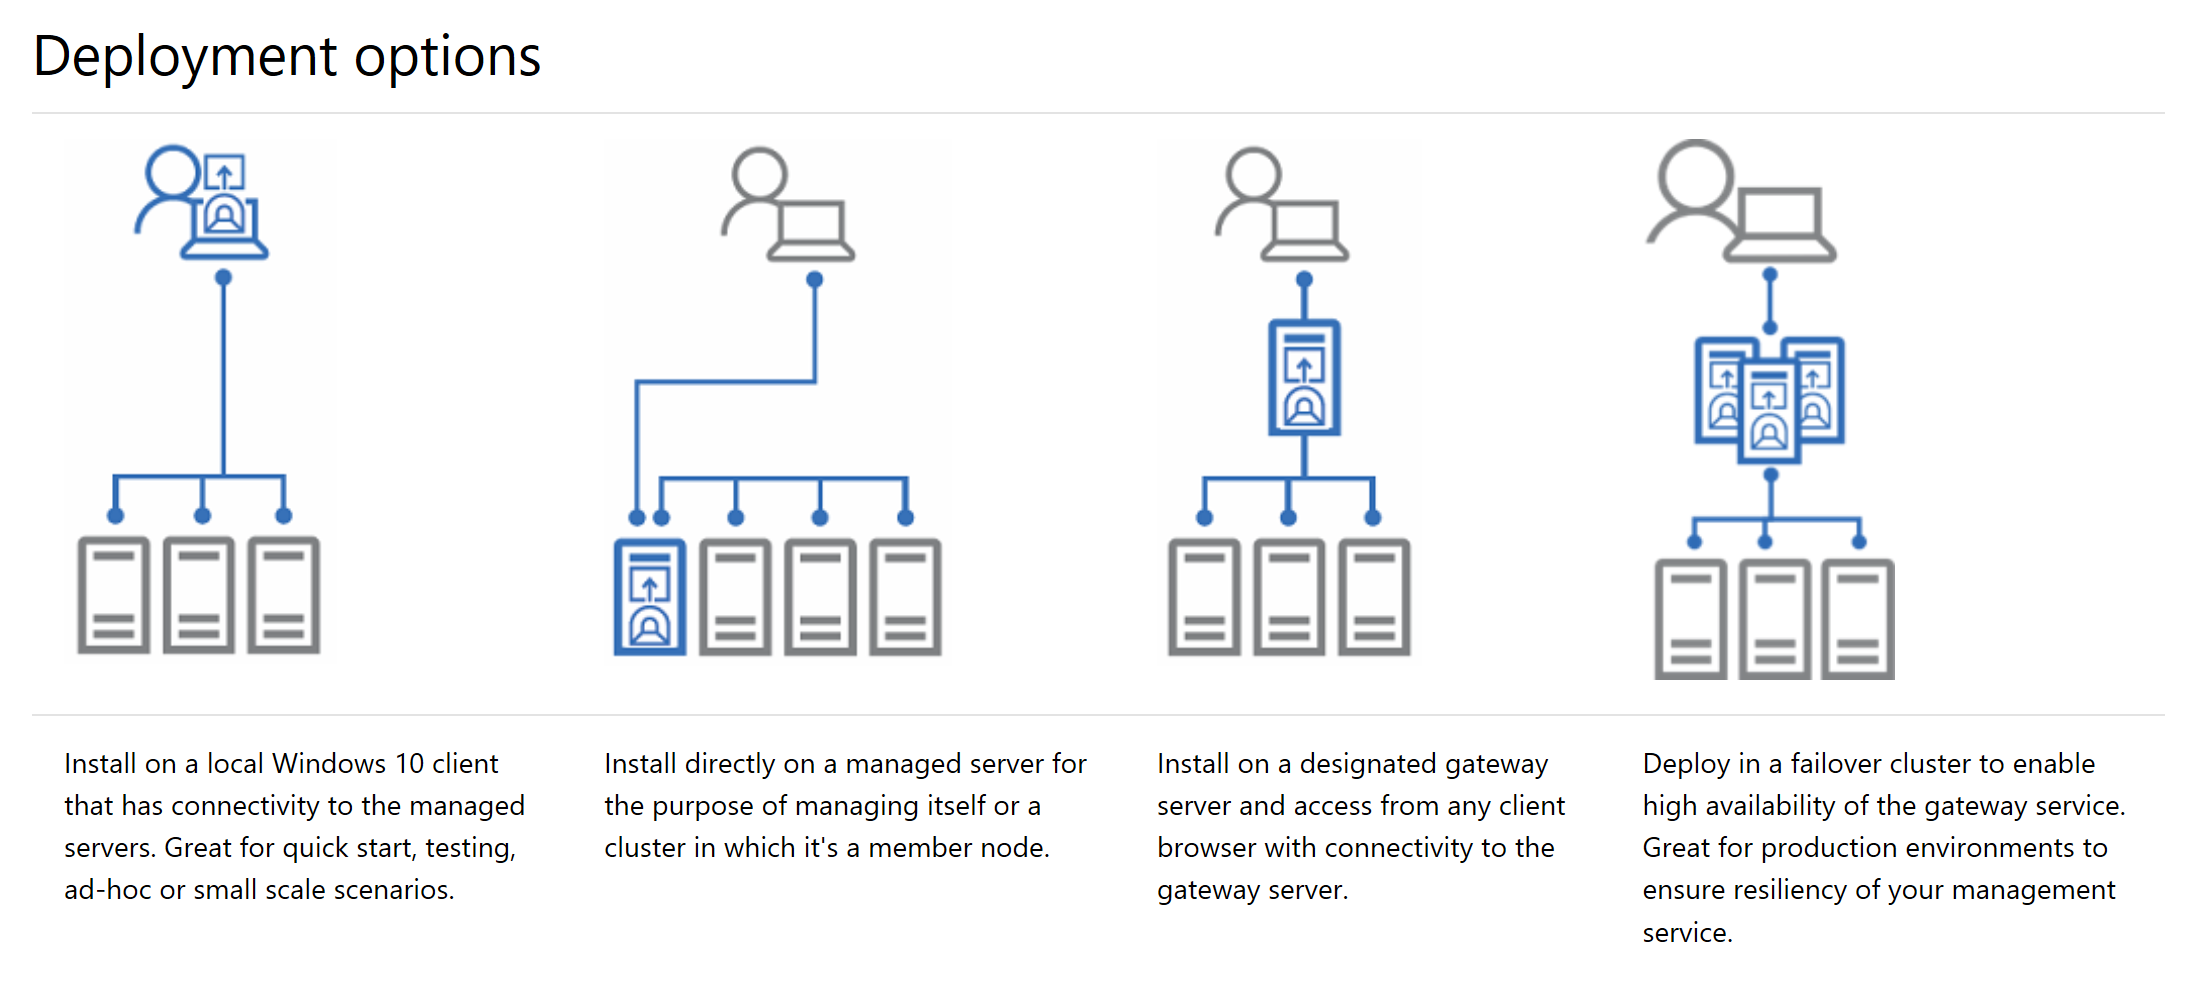 Deployment options
Install on a local Windows 10 client
that has connectivity to the managed
servers. Great for quick start, testing,
ad-hoc or small scale scenarios.
Install directly on a managed server for
the purpose of managing itself or a
cluster in which it's a member node.
Install on a designated gateway
server and access from any client
browser with connectivity to the
gateway server.
Deploy in a failover cluster to enable
high availability of the gateway service.
Great for production environments to
ensure resiliency of your management
service.